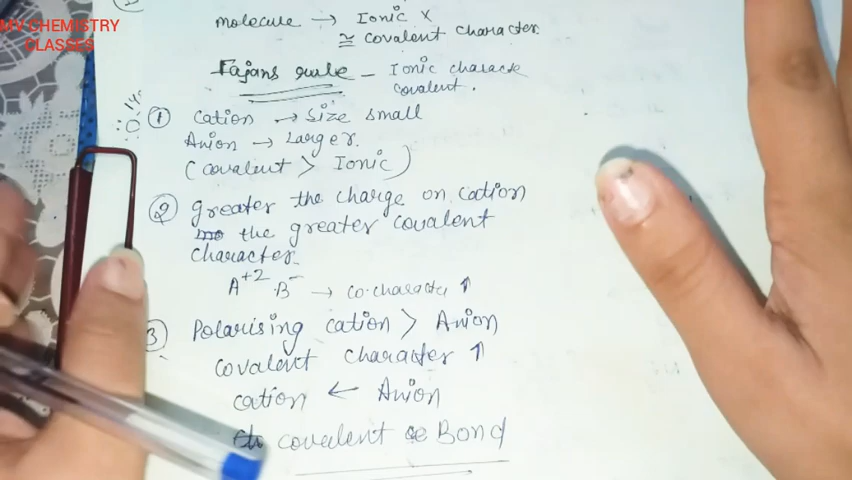 MV CHEMISTRY
CLASSES
molecule → Ionic ×
≅ covalent character.
Fajans rule - Ionic characte
covalent.
① cation → size small
Anion → Larger.
(covalent > Ionic)
② greater the charge on cation
the greater covalent
character.
A+2 B- → co-character ↑
3 Polarising cation > Anion
covalent character ↑
cation ← Anion
covalent Bond